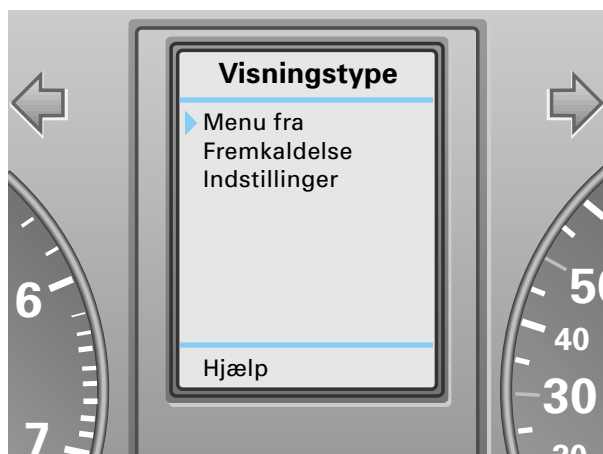 Visningstype
Menu fra
Fremkaldelse
Indstillinger
Hjælp
6
7
50
40
30
20